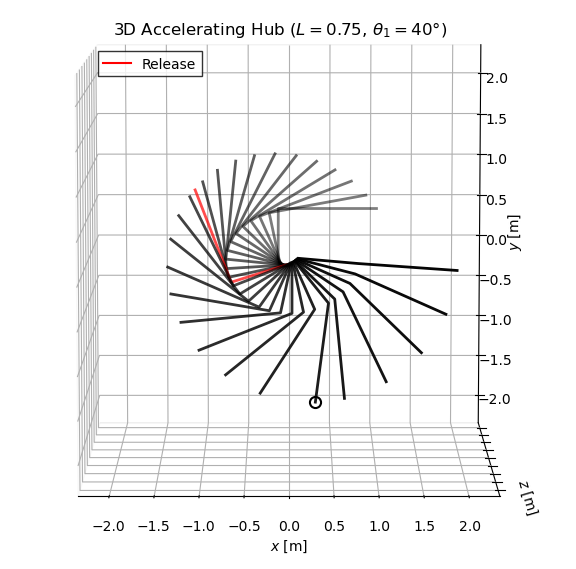 3D Accelerating Hub (L = 0.75, θ₁ = 40°)
Release
2.0
1.5
1.0
0.5
0.0
−0.5
−1.0
−1.5
−2.0
y [m]
z [m]
−2.0 −1.5 −1.0 −0.5 0.0 0.5 1.0 1.5 2.0
x [m]